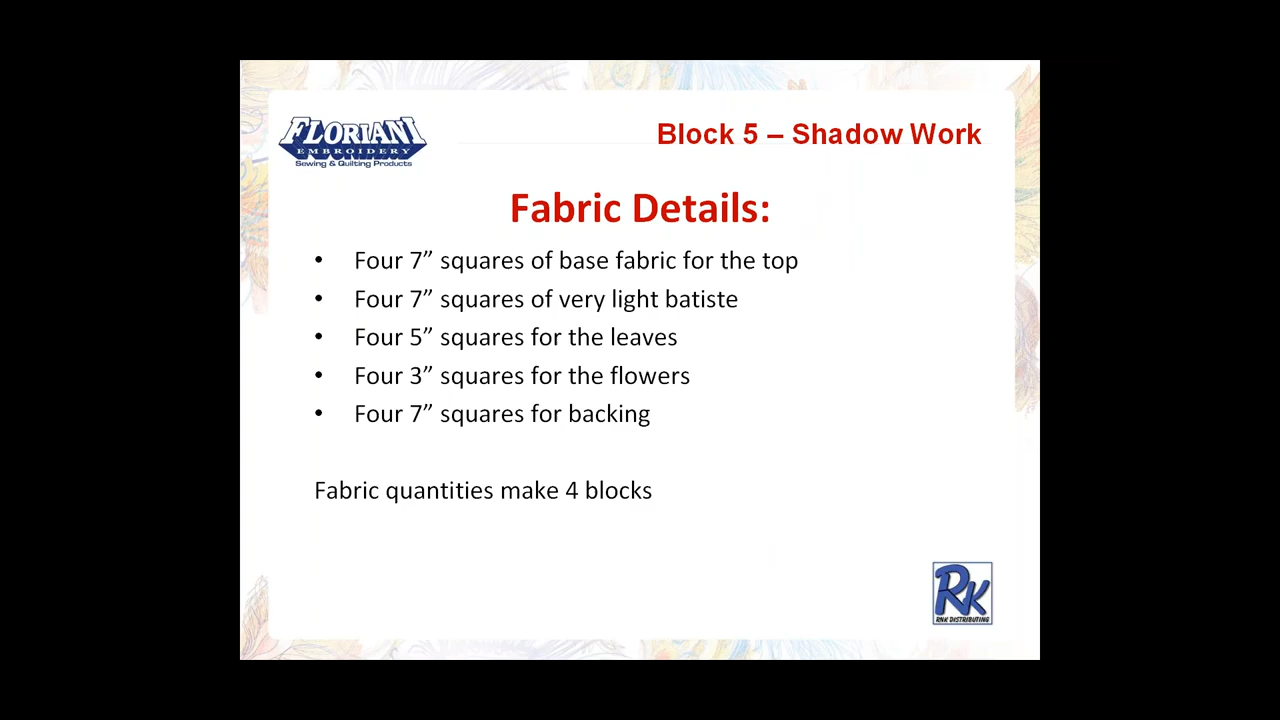 FLORIANI
EMBROIDERY
Sewing & Quilting Products
Block 5 – Shadow Work
Fabric Details:
• Four 7” squares of base fabric for the top
• Four 7” squares of very light batiste
• Four 5” squares for the leaves
• Four 3” squares for the flowers
• Four 7” squares for backing
Fabric quantities make 4 blocks
RK
RNK DISTRIBUTING